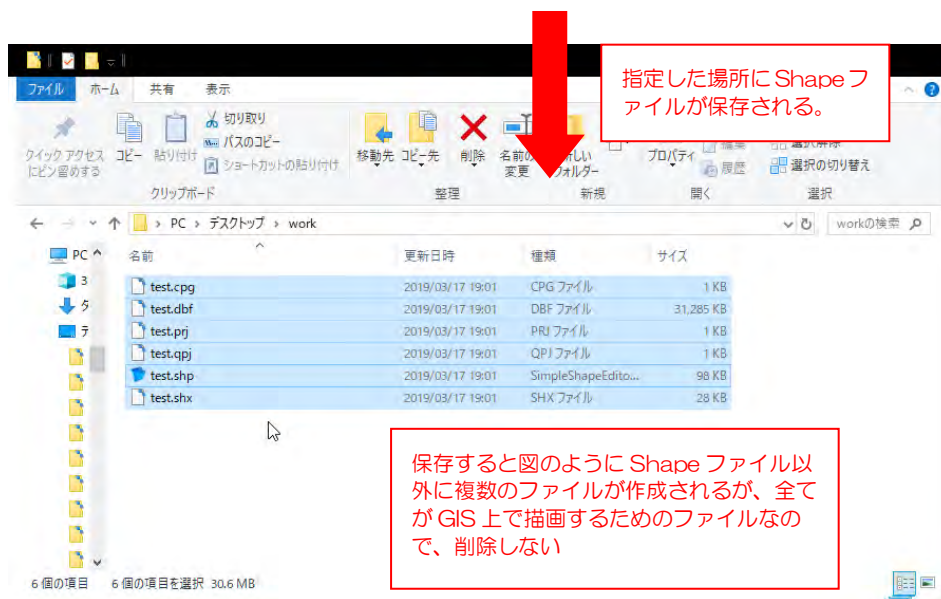 指定した場所に Shape フ
ァイルが保存される。
ファイル ホーム 共有 表示
クイック アクセス
にピン留めする
コピー 貼り付け
切り取り
パスのコピー
ショートカットの貼り付け
クリップボード
移動先 コピー先 削除
変更
整理
新規
プロパティ
履歴
開く
選択の切り替え
選択
PC › デスクトップ › work
workの検索
PC
名前 更新日時 種類 サイズ
test.cpg 2019/03/17 19:01 CPG ファイル 1 KB
test.dbf 2019/03/17 19:01 DBF ファイル 31,285 KB
test.prj 2019/03/17 19:01 PRJ ファイル 1 KB
test.qpj 2019/03/17 19:01 QPJ ファイル 1 KB
test.shp 2019/03/17 19:01 SimpleShapeEdito... 98 KB
test.shx 2019/03/17 19:01 SHX ファイル 28 KB
3
タ
デ
保存すると図のように Shape ファイル以
外に複数のファイルが作成されるが、全て
が GIS 上で描画するためのファイルなの
で、削除しない
6 個の項目 6 個の項目を選択 30.6 MB